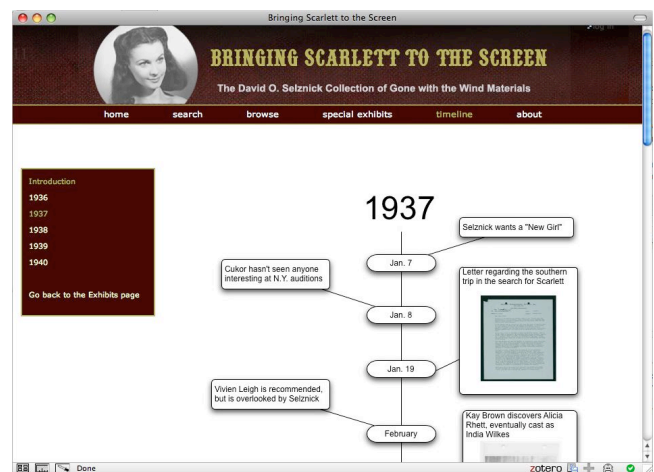 Bringing Scarlett to the Screen
log in
BRINGING SCARLETT TO THE SCREEN
The David O. Selznick Collection of Gone with the Wind Materials
home search browse special exhibits timeline about
Introduction
1936
1937
1938
1939
1940
Go back to the Exhibits page
1937
Selznick wants a "New Girl"
Jan. 7
Cukor hasn't seen anyone
interesting at N.Y. auditions
Jan. 8
Letter regarding the southern
trip in the search for Scarlett
Jan. 19
Vivien Leigh is recommended,
but is overlooked by Selznick
February
Kay Brown discovers Alicia
Rhett, eventually cast as
India Wilkes
Done
zotero